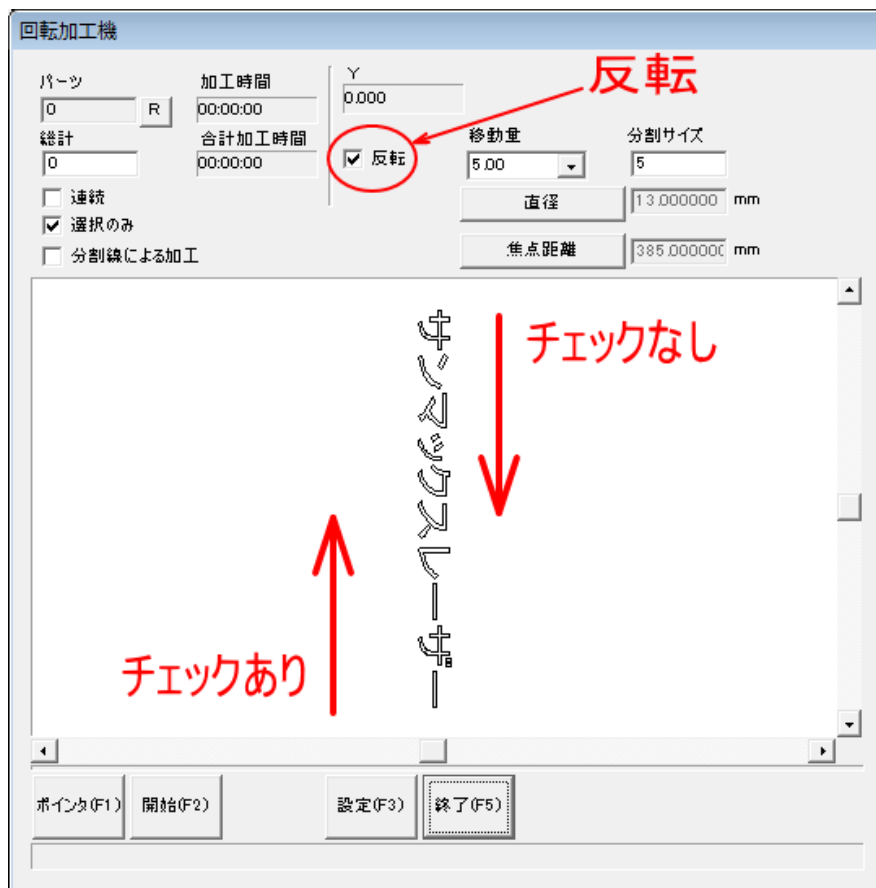 回転加工機
反転
パーツ
0
R
加工時間
00:00:00
Y
0.000
総計
0
合計加工時間
00:00:00
反転
移動量
5.00
分割サイズ
5
連続
選択のみ
分割線による加工
直径
13.000000
mm
焦点距離
385.000000
mm
サンマックスレーザー
チェックなし
チェックあり
ポインタ(F1)
開始(F2)
設定(F3)
終了(F5)